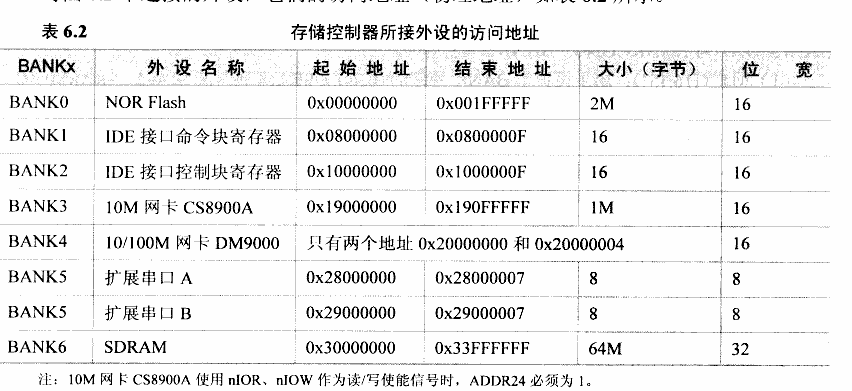 表 6.2 存储控制器所接外设的访问地址
BANKx 外设名称 起始地址 结束地址 大小（字节） 位宽
BANK0 NOR Flash 0x00000000 0x001FFFFF 2M 16
BANK1 IDE 接口命令块寄存器 0x08000000 0x0800000F 16 16
BANK2 IDE 接口控制块寄存器 0x10000000 0x1000000F 16 16
BANK3 10M 网卡 CS8900A 0x19000000 0x190FFFFF 1M 16
BANK4 10/100M 网卡 DM9000 只有两个地址 0x20000000 和 0x20000004 16
BANK5 扩展串口 A 0x28000000 0x28000007 8 8
BANK5 扩展串口 B 0x29000000 0x29000007 8 8
BANK6 SDRAM 0x30000000 0x33FFFFFF 64M 32
注：10M 网卡 CS8900A 使用 nIOR、nIOW 作为读/写使能信号时，ADDR24 必须为 1。